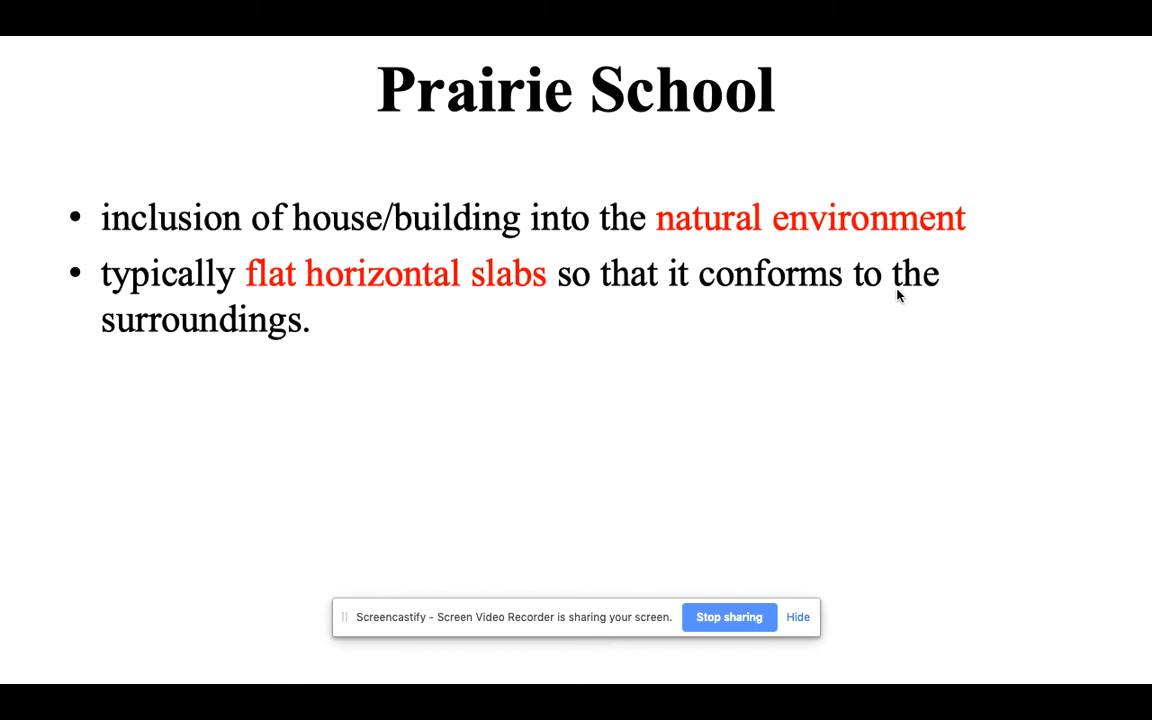 Prairie School
• inclusion of house/building into the natural environment
• typically flat horizontal slabs so that it conforms to the
surroundings.
Screencastify - Screen Video Recorder is sharing your screen. Stop sharing Hide